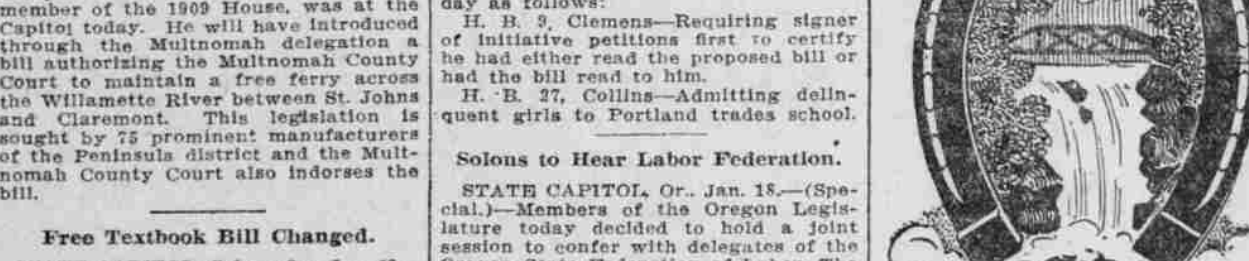 member of the 1909 House, was at the
Capitol today. He will have introduced
through the Multnomah delegation a
bill authorizing the Multnomah County
Court to maintain a free ferry across
the Willamette River between St. Johns
and Claremont. This legislation is
sought by 75 prominent manufacturers
of the Peninsula district and the Mult-
nomah County Court also indorses the
bill.
Free Textbook Bill Changed.
day as follows:
H. B. 9, Clemens—Requiring signer
of initiative petitions first to certify
he had either read the proposed bill or
had the bill read to him.
H. B. 27, Collins—Admitting delin-
quent girls to Portland trades school.
Solons to Hear Labor Federation.
STATE CAPITOL, Or., Jan. 18.—(Spe-
cial.)—Members of the Oregon Legis-
lature today decided to hold a joint
session to confer with delegates of the